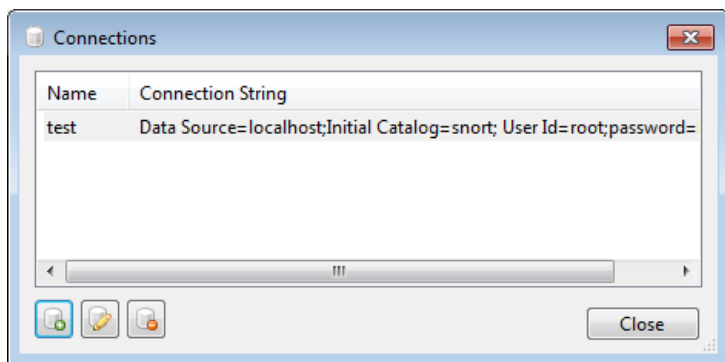 Connections
Name Connection String
test Data Source=localhost;Initial Catalog=snort; User Id=root;password=
Close